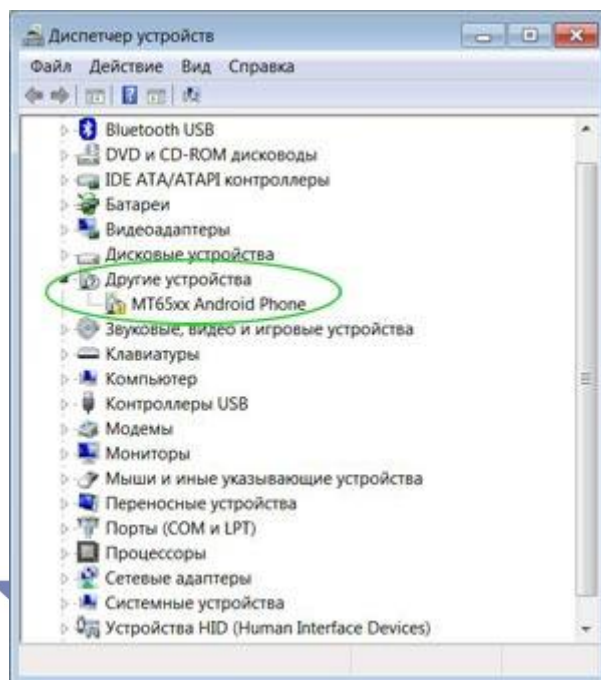 Диспетчер устройств
Файл Действие Вид Справка
Bluetooth USB
DVD и CD-ROM дисководы
IDE ATA/ATAPI контроллеры
Батареи
Видеоадаптеры
Дисковые устройства
Другие устройства
MT65xx Android Phone
Звуковые, видео и игровые устройства
Клавиатуры
Компьютер
Контроллеры USB
Модемы
Мониторы
Мыши и иные указывающие устройства
Переносные устройства
Порты (COM и LPT)
Процессоры
Сетевые адаптеры
Системные устройства
Устройства HID (Human Interface Devices)